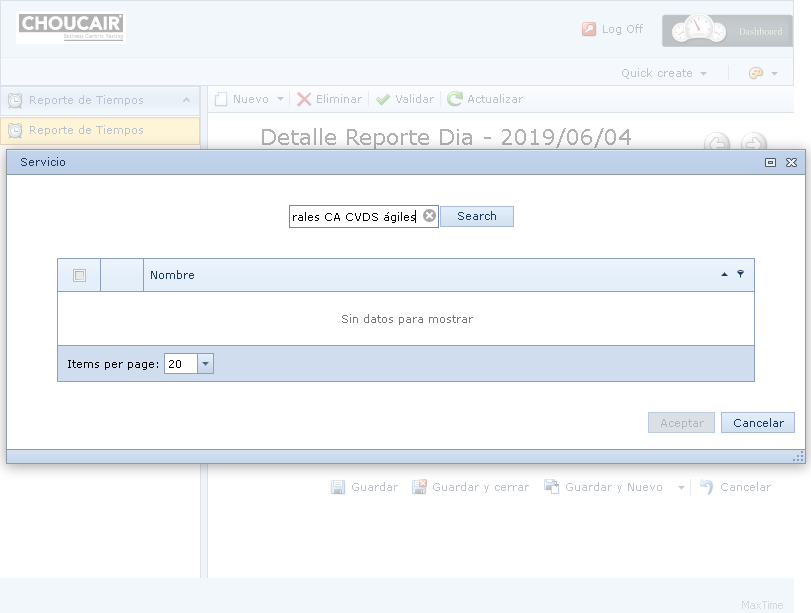 CHOUCAIR
Business Centric Testing
Log Off
Dashboard
Quick create
Reporte de Tiempos
Nuevo
Eliminar
Validar
Actualizar
Reporte de Tiempos
Detalle Reporte Dia - 2019/06/04
Servicio
rales CA CVDS ágiles
Search
Nombre
Sin datos para mostrar
Items per page: 20
Aceptar
Cancelar
Guardar
Guardar y cerrar
Guardar y Nuevo
Cancelar
MaxTime